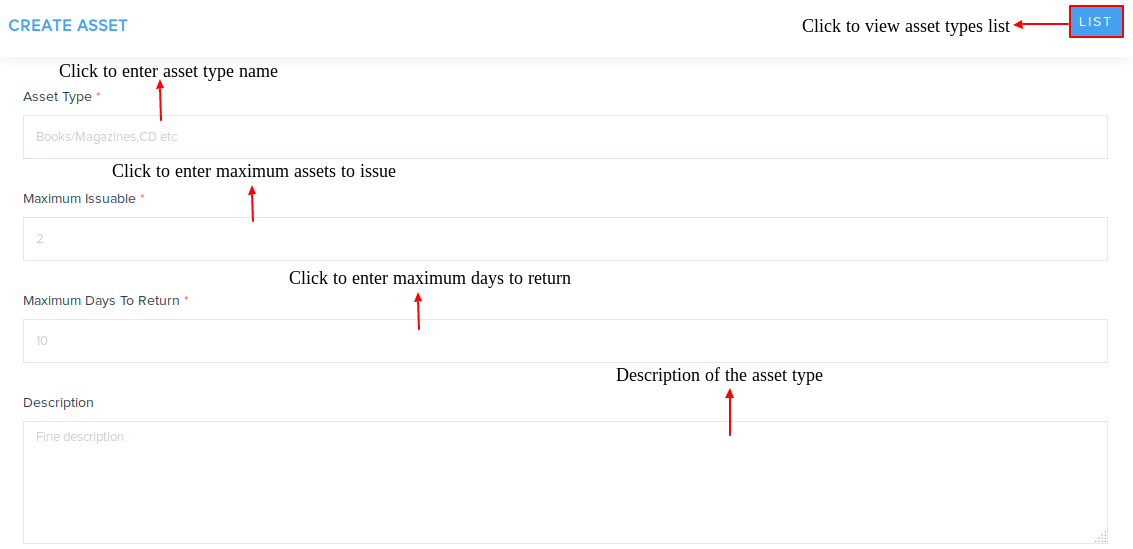 CREATE ASSET
Click to view asset types list
LIST
Click to enter asset type name
Asset Type *
Books/Magazines,CD etc
Click to enter maximum assets to issue
Maximum Issuable *
2
Click to enter maximum days to return
Maximum Days To Return *
10
Description of the asset type
Description
Fine description